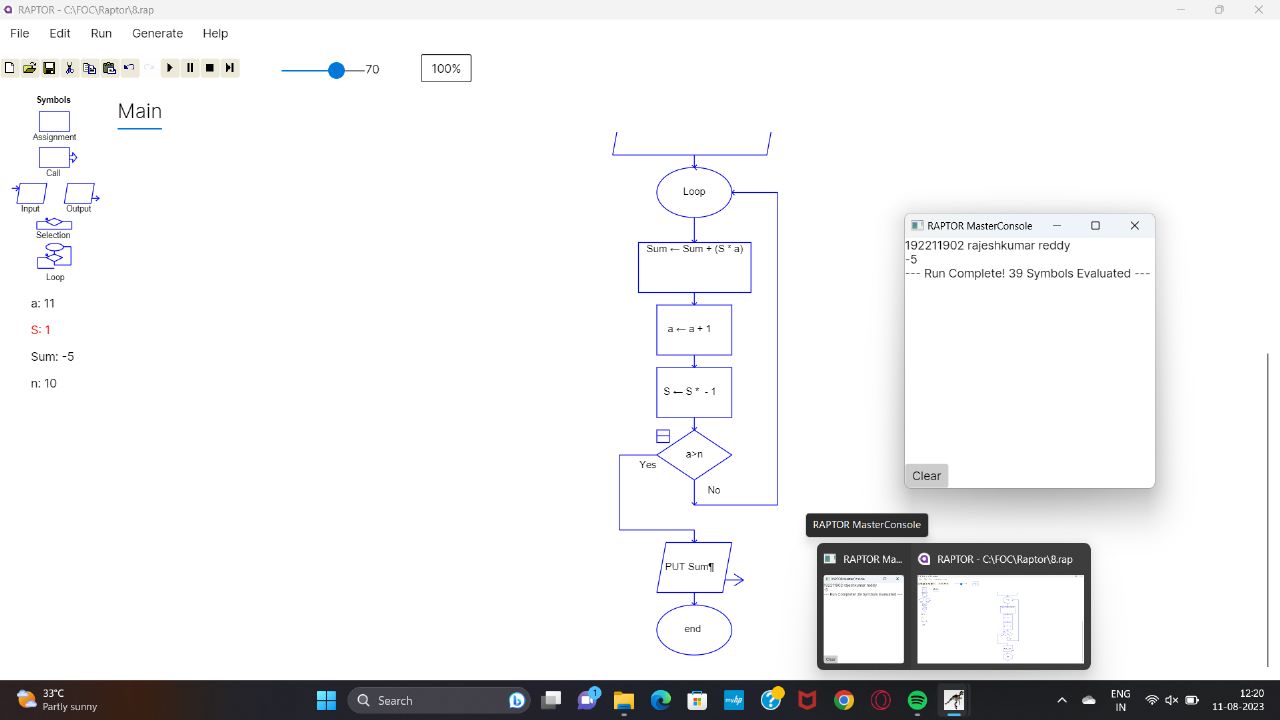 RAPTOR - C:\FOC\Raptor\8.rap
File Edit Run Generate Help
70
100%
Symbols
Assignment
Call
Input Output
Selection
Loop
a: 11
S: 1
Sum: -5
n: 10
Main
Loop
Sum ← Sum + (S * a)
a ← a + 1
S ← S * - 1
a>n
Yes
No
PUT Sum¶
end
RAPTOR MasterConsole
192211902 rajeshkumar reddy
-5
--- Run Complete! 39 Symbols Evaluated ---
Clear
RAPTOR MasterConsole
RAPTOR Ma...
RAPTOR - C:\FOC\Raptor\8.rap
33°C
Partly sunny
Search
1
myhp
ENG
IN
12:20
11-08-2023